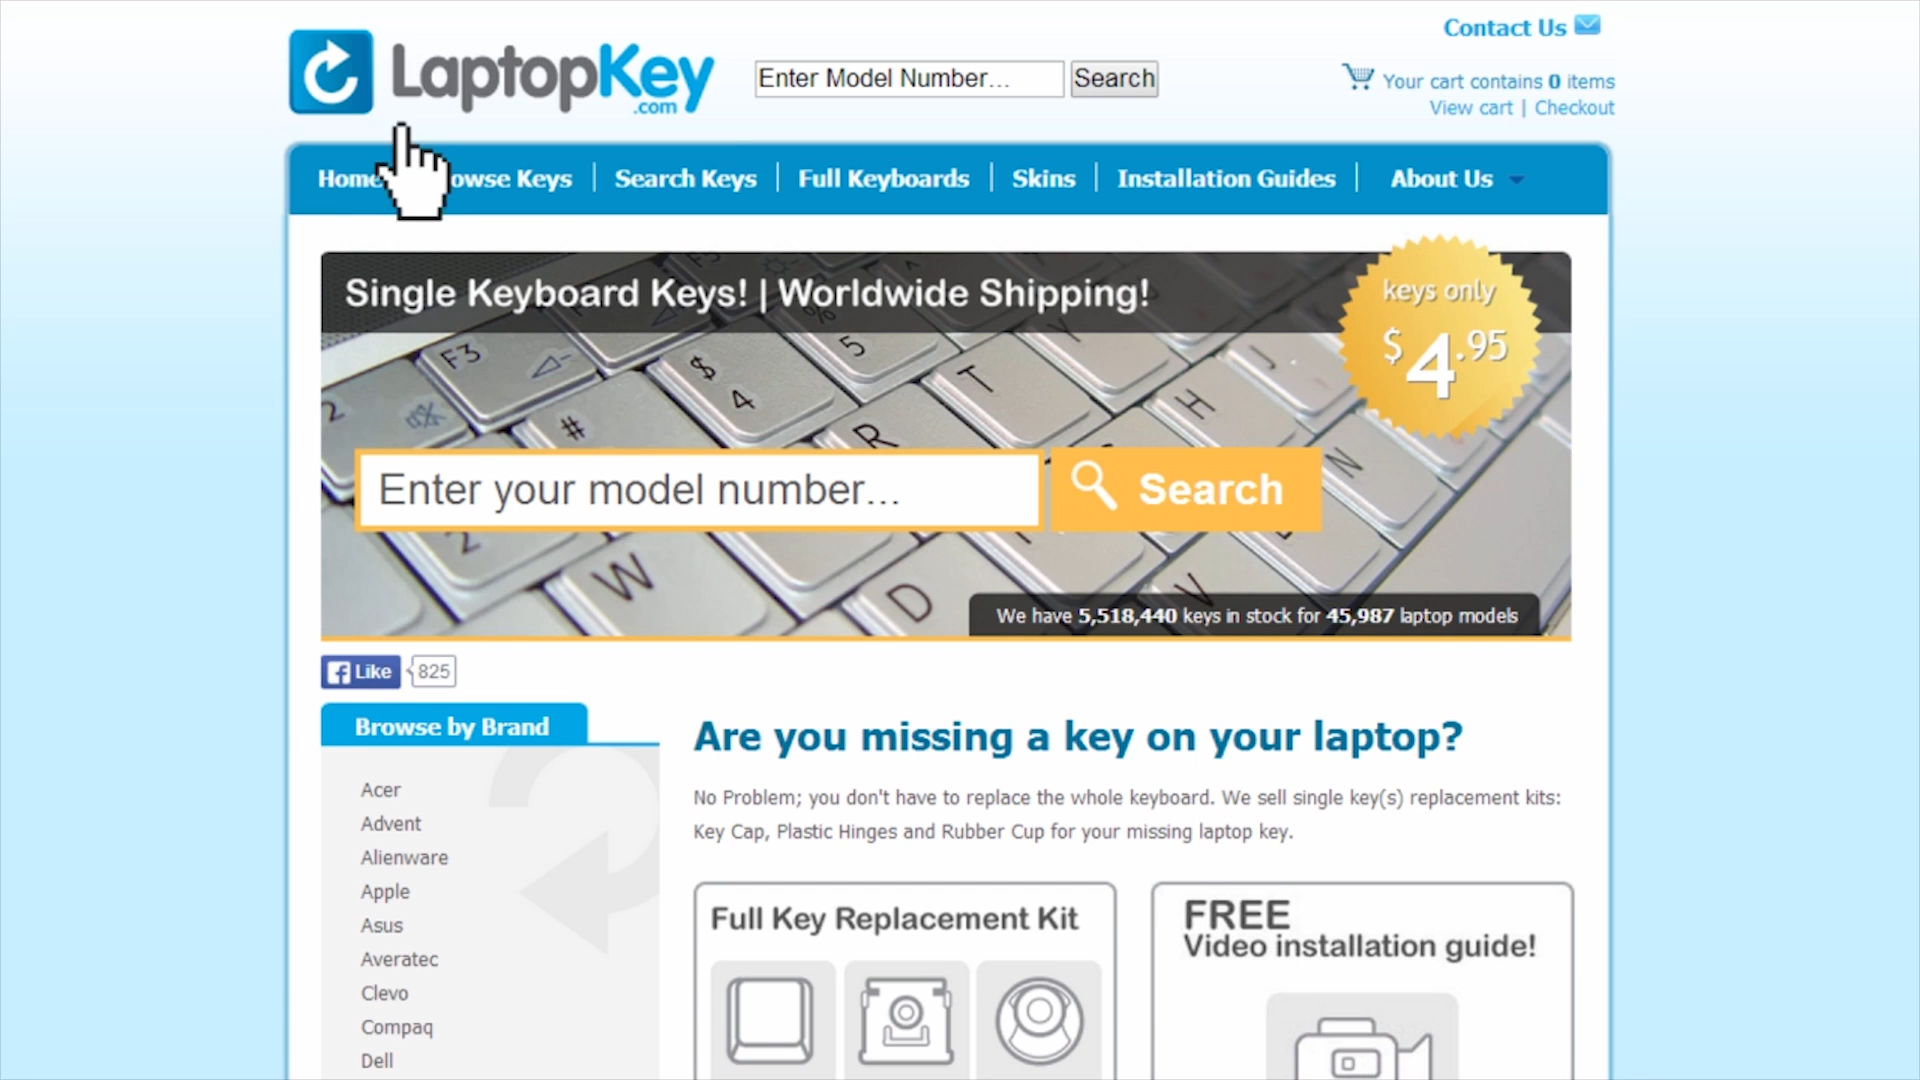 Contact Us
LaptopKey
.com
Enter Model Number...
Search
Your cart contains 0 items
View cart | Checkout
Home
Keys
Search Keys
Full Keyboards
Skins
Installation Guides
About Us
Single Keyboard Keys! | Worldwide Shipping!
keys only
$4.95
F3
$
4
%
5
T
Y
J
H
2
#
R
N
Enter your model number...
Search
2
W
D
V
We have 5,518,440 keys in stock for 45,987 laptop models
Like
825
Browse by Brand
Acer
Advent
Alienware
Apple
Asus
Averatec
Clevo
Compaq
Dell
Are you missing a key on your laptop?
No Problem; you don't have to replace the whole keyboard. We sell single key(s) replacement kits:
Key Cap, Plastic Hinges and Rubber Cup for your missing laptop key.
Full Key Replacement Kit
FREE
Video installation guide!